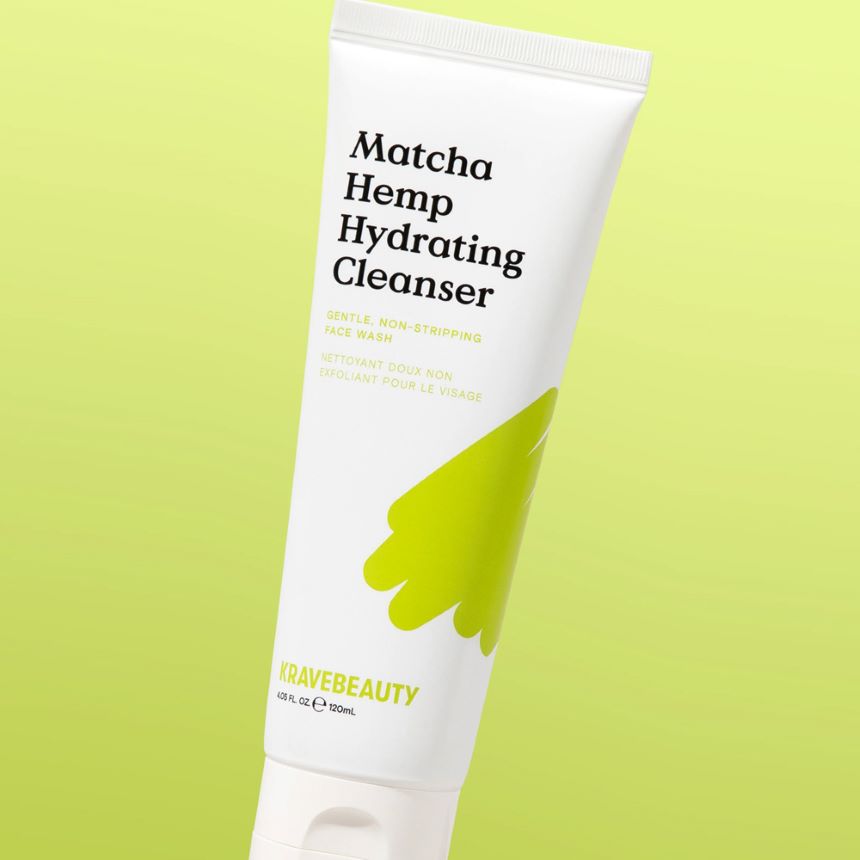 Matcha
Hemp
Hydrating
Cleanser
GENTLE, NON-STRIPPING
FACE WASH
NETTOYANT DOUX NON
EXFOLIANT POUR LE VISAGE
KRAVEBEAUTY
4.05 FL. OZ ℮ 120mL